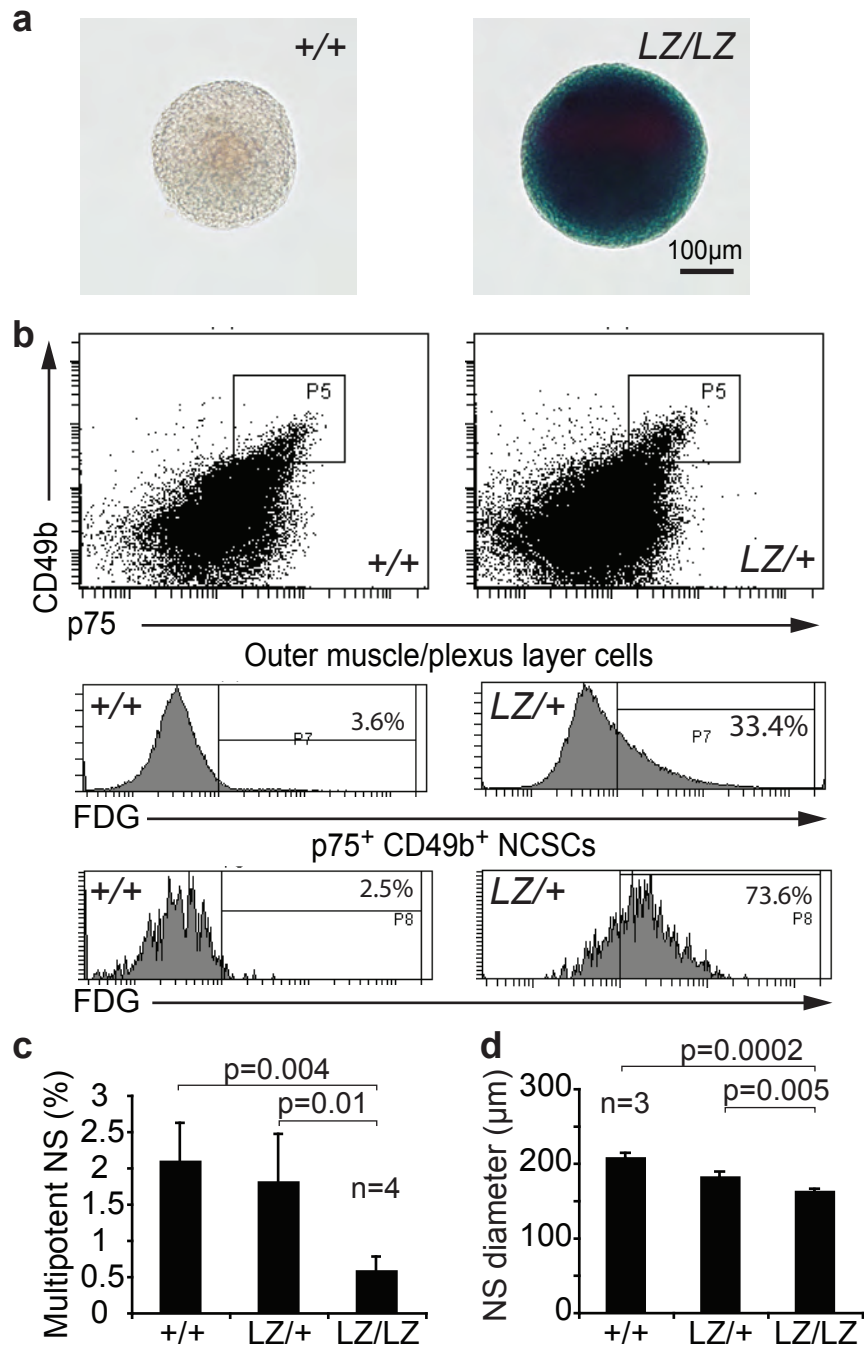 a
+/+
LZ/LZ
100µm
b
CD49b
P5
+/+
P5
LZ/+
p75
Outer muscle/plexus layer cells
+/+
3.6%
P7
LZ/+
33.4%
P7
FDG
p75+ CD49b+ NCSCs
+/+
2.5%
P8
LZ/+
73.6%
P8
FDG
c
p=0.004
p=0.01
n=4
Multipotent NS (%)
3
2.5
2
1.5
1
0.5
0
+/+
LZ/+
LZ/LZ
d
p=0.0002
p=0.005
n=3
NS diameter (µm)
300
200
100
0
+/+
LZ/+
LZ/LZ